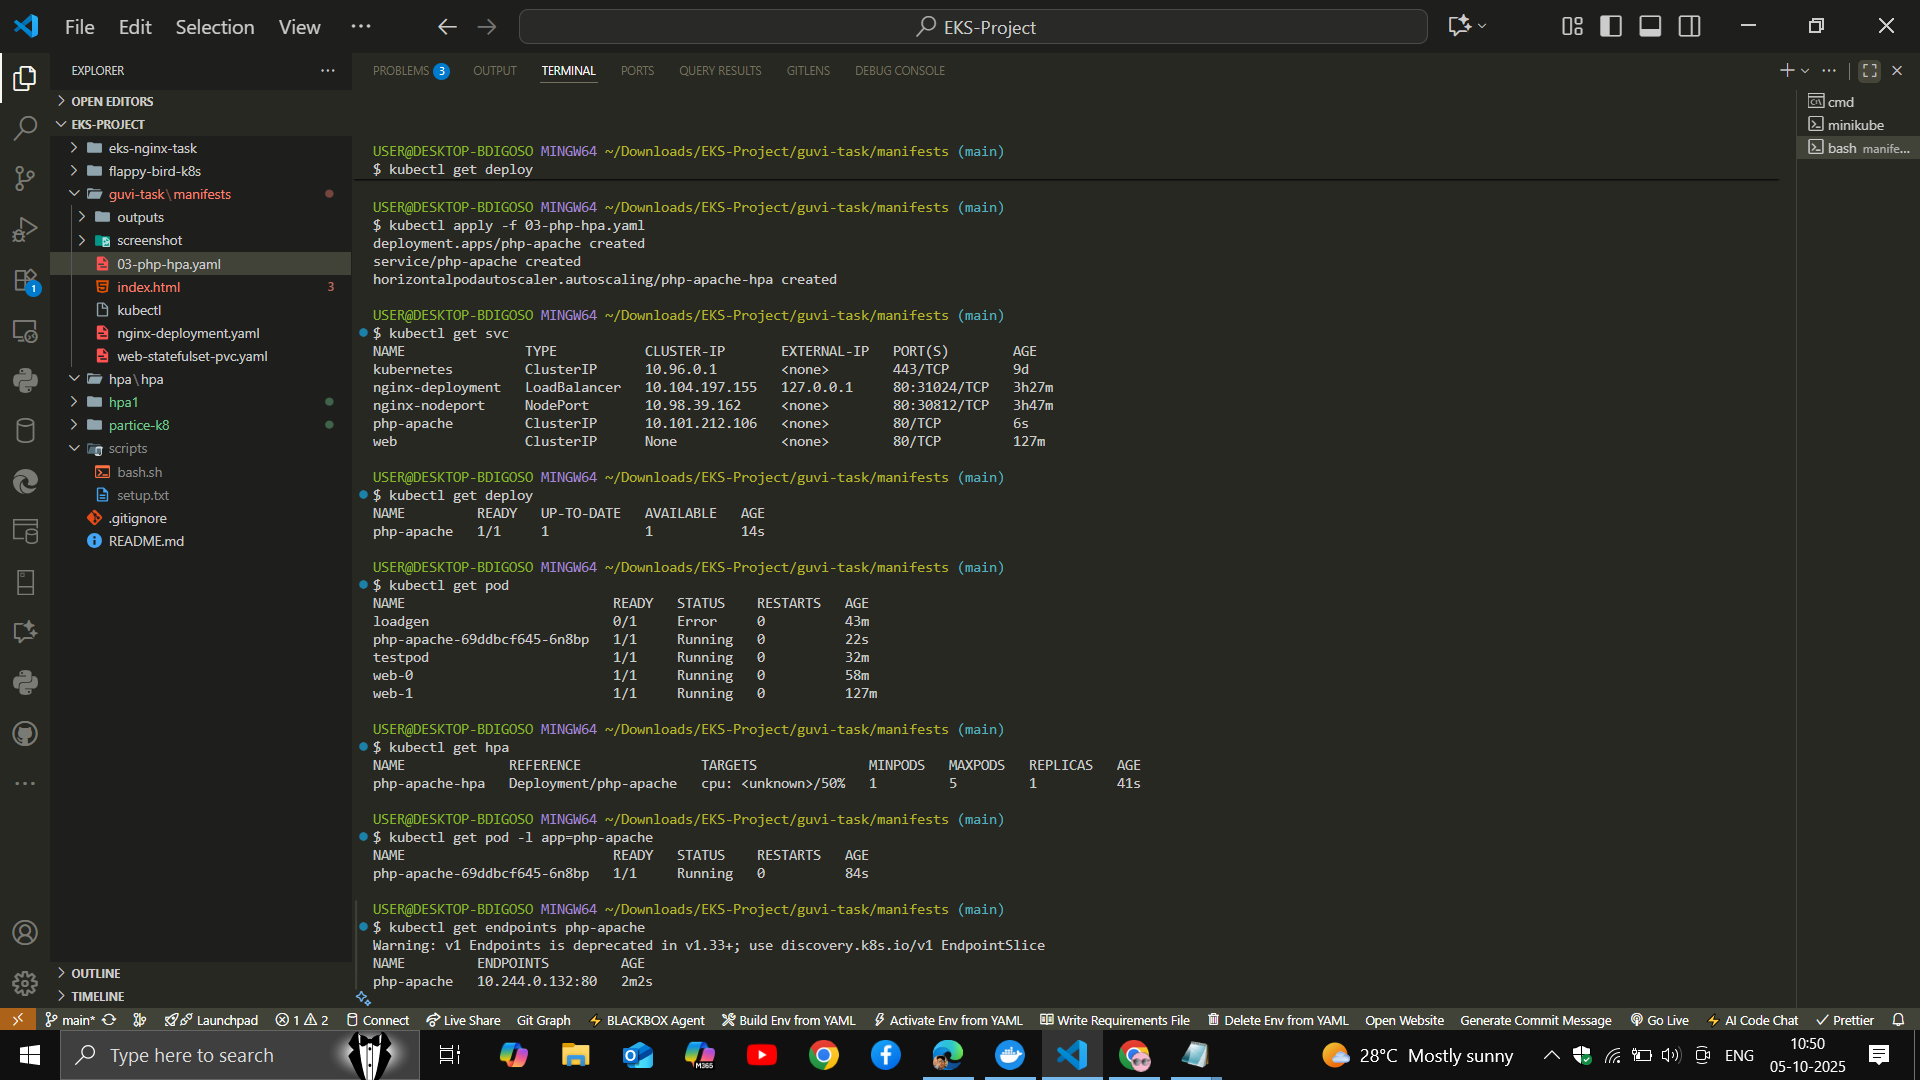 File Edit Selection View ···
EKS-Project
EXPLORER
OPEN EDITORS
EKS-PROJECT
eks-nginx-task
flappy-bird-k8s
guvi-task\manifests
outputs
screenshot
03-php-hpa.yaml
index.html 3
kubectl
nginx-deployment.yaml
web-statefulset-pvc.yaml
hpa\hpa
hpa1
partice-k8
scripts
bash.sh
setup.txt
.gitignore
README.md
OUTLINE
TIMELINE
1
PROBLEMS 3 OUTPUT TERMINAL PORTS QUERY RESULTS GITLENS DEBUG CONSOLE
USER@DESKTOP-BDIGOSO MINGW64 ~/Downloads/EKS-Project/guvi-task/manifests (main)
$ kubectl get deploy
USER@DESKTOP-BDIGOSO MINGW64 ~/Downloads/EKS-Project/guvi-task/manifests (main)
$ kubectl apply -f 03-php-hpa.yaml
deployment.apps/php-apache created
service/php-apache created
horizontalpodautoscaler.autoscaling/php-apache-hpa created
USER@DESKTOP-BDIGOSO MINGW64 ~/Downloads/EKS-Project/guvi-task/manifests (main)
$ kubectl get svc
NAME TYPE CLUSTER-IP EXTERNAL-IP PORT(S) AGE
kubernetes ClusterIP 10.96.0.1 <none> 443/TCP 9d
nginx-deployment LoadBalancer 10.104.197.155 127.0.0.1 80:31024/TCP 3h27m
nginx-nodeport NodePort 10.98.39.162 <none> 80:30812/TCP 3h47m
php-apache ClusterIP 10.101.212.106 <none> 80/TCP 6s
web ClusterIP None <none> 80/TCP 127m
USER@DESKTOP-BDIGOSO MINGW64 ~/Downloads/EKS-Project/guvi-task/manifests (main)
$ kubectl get deploy
NAME READY UP-TO-DATE AVAILABLE AGE
php-apache 1/1 1 1 14s
USER@DESKTOP-BDIGOSO MINGW64 ~/Downloads/EKS-Project/guvi-task/manifests (main)
$ kubectl get pod
NAME READY STATUS RESTARTS AGE
loadgen 0/1 Error 0 43m
php-apache-69ddbcf645-6n8bp 1/1 Running 0 22s
testpod 1/1 Running 0 32m
web-0 1/1 Running 0 58m
web-1 1/1 Running 0 127m
USER@DESKTOP-BDIGOSO MINGW64 ~/Downloads/EKS-Project/guvi-task/manifests (main)
$ kubectl get hpa
NAME REFERENCE TARGETS MINPODS MAXPODS REPLICAS AGE
php-apache-hpa Deployment/php-apache cpu: <unknown>/50% 1 5 1 41s
USER@DESKTOP-BDIGOSO MINGW64 ~/Downloads/EKS-Project/guvi-task/manifests (main)
$ kubectl get pod -l app=php-apache
NAME READY STATUS RESTARTS AGE
php-apache-69ddbcf645-6n8bp 1/1 Running 0 84s
USER@DESKTOP-BDIGOSO MINGW64 ~/Downloads/EKS-Project/guvi-task/manifests (main)
$ kubectl get endpoints php-apache
Warning: v1 Endpoints is deprecated in v1.33+; use discovery.k8s.io/v1 EndpointSlice
NAME ENDPOINTS AGE
php-apache 10.244.0.132:80 2m2s
cmd
minikube
bash manife...
main* Launchpad 1 2 Connect Live Share Git Graph BLACKBOX Agent Build Env from YAML Activate Env from YAML Write Requirements File Delete Env from YAML Open Website Generate Commit Message Go Live AI Code Chat Prettier
Type here to search
M365
28°C Mostly sunny
ENG
10:50
05-10-2025